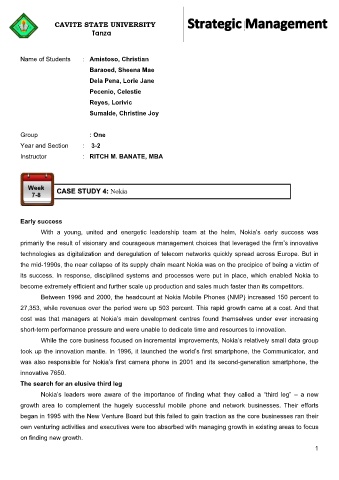 CAVITE STATE UNIVERSITY
Tanza
Strategic Management
Name of Students : Amistoso, Christian
Baraoed, Sheena Mae
Dela Pena, Lorie Jane
Pecenio, Celestie
Reyes, Lorivic
Sumalde, Christine Joy
Group : One
Year and Section : 3-2
Instructor : RITCH M. BANATE, MBA
Week
7-8
CASE STUDY 4: Nokia
Early success
With a young, united and energetic leadership team at the helm, Nokia's early success was
primarily the result of visionary and courageous management choices that leveraged the firm's innovative
technologies as digitalization and deregulation of telecom networks quickly spread across Europe. But in
the mid-1990s, the near collapse of its supply chain meant Nokia was on the precipice of being a victim of
its success. In response, disciplined systems and processes were put in place, which enabled Nokia to
become extremely efficient and further scale up production and sales much faster than its competitors.
Between 1996 and 2000, the headcount at Nokia Mobile Phones (NMP) increased 150 percent to
27,353, while revenues over the period were up 503 percent. This rapid growth came at a cost. And that
cost was that managers at Nokia's main development centres found themselves under ever increasing
short-term performance pressure and were unable to dedicate time and resources to innovation.
While the core business focused on incremental improvements, Nokia's relatively small data group
took up the innovation mantle. In 1996, it launched the world's first smartphone, the Communicator, and
was also responsible for Nokia's first camera phone in 2001 and its second-generation smartphone, the
innovative 7650.
The search for an elusive third leg
Nokia's leaders were aware of the importance of finding what they called a "third leg" – a new
growth area to complement the hugely successful mobile phone and network businesses. Their efforts
began in 1995 with the New Venture Board but this failed to gain traction as the core businesses ran their
own venturing activities and executives were too absorbed with managing growth in existing areas to focus
on finding new growth.
1